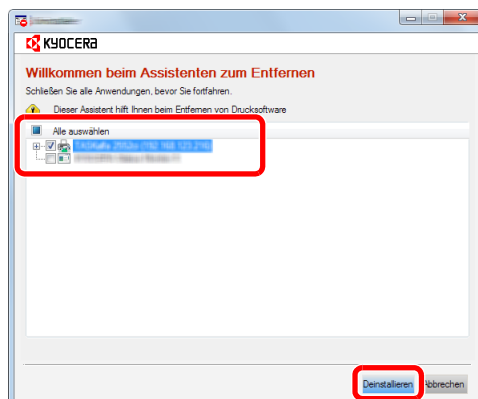 KYOCERA
Willkommen beim Assistenten zum Entfernen
Schließen Sie alle Anwendungen, bevor Sie fortfahren.
Dieser Assistent hilft Ihnen beim Entfernen von Drucksoftware
Alle auswählen
Deinstallieren Abbrechen